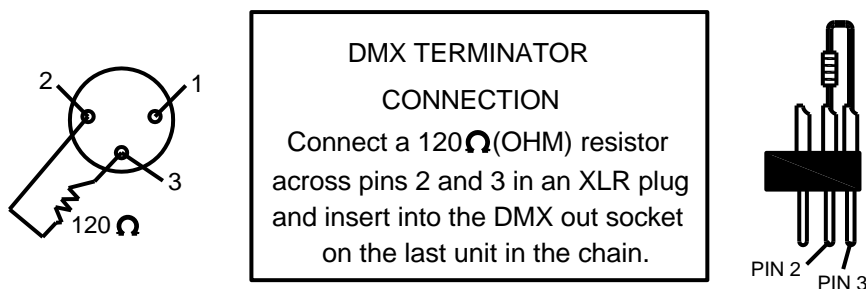 2
1
3
120 Ω
DMX TERMINATOR
CONNECTION
Connect a 120Ω(OHM) resistor
across pins 2 and 3 in an XLR plug
and insert into the DMX out socket
on the last unit in the chain.
PIN 2
PIN 3